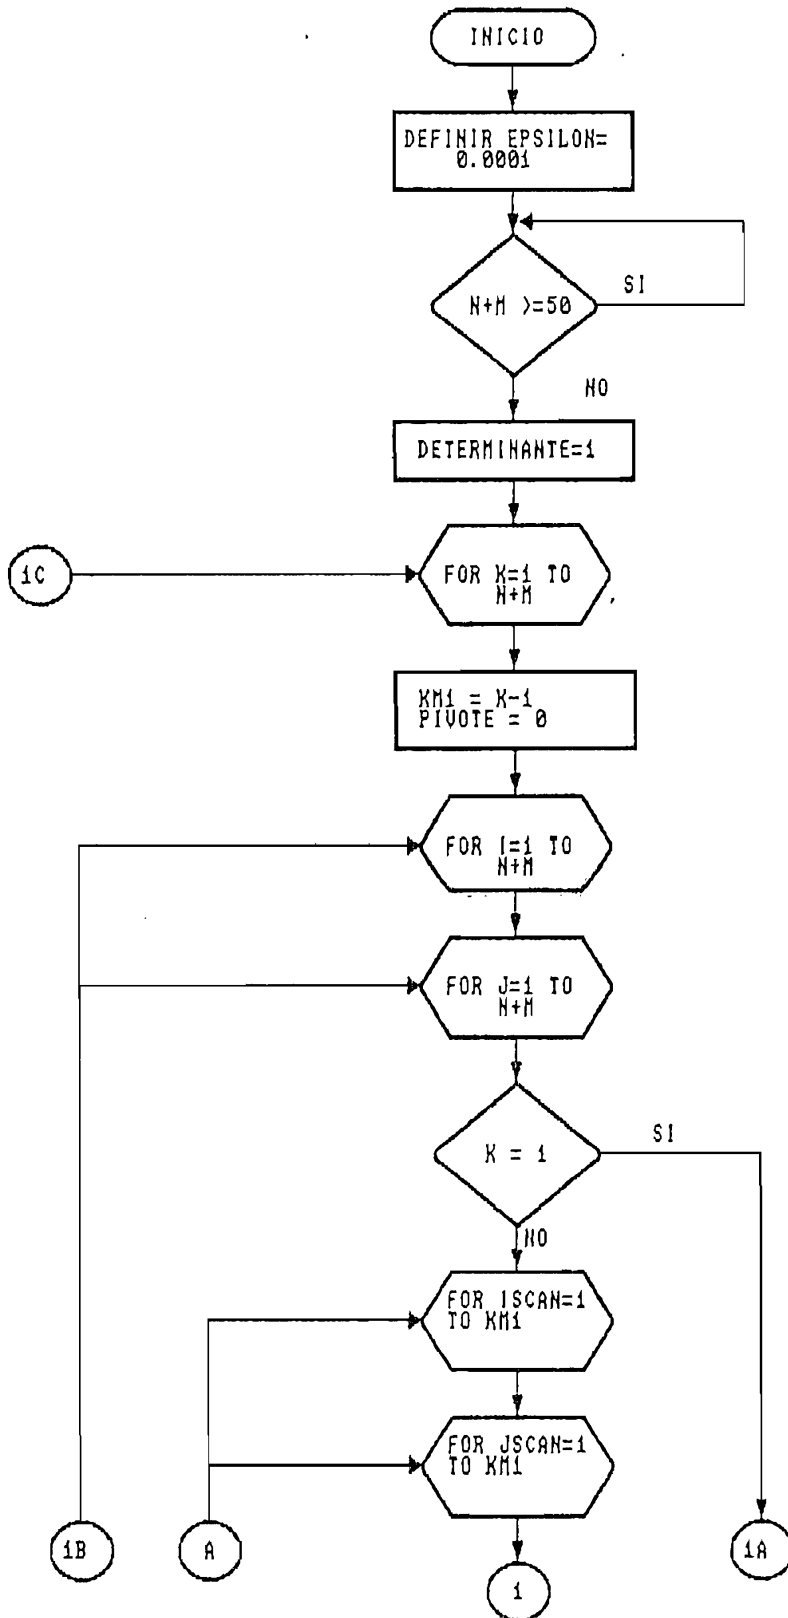 INICIO
DEFINIR EPSILON=
0.0001
SI
N+M >=50
NO
DETERMINANTE=1
1C
FOR K=1 TO
N+M
KM1 = K-1
PIVOTE = 0
FOR I=1 TO
N+M
FOR J=1 TO
N+M
SI
K = 1
NO
FOR ISCAN=1
TO KM1
FOR JSCAN=1
TO KM1
1B
A
1A
1